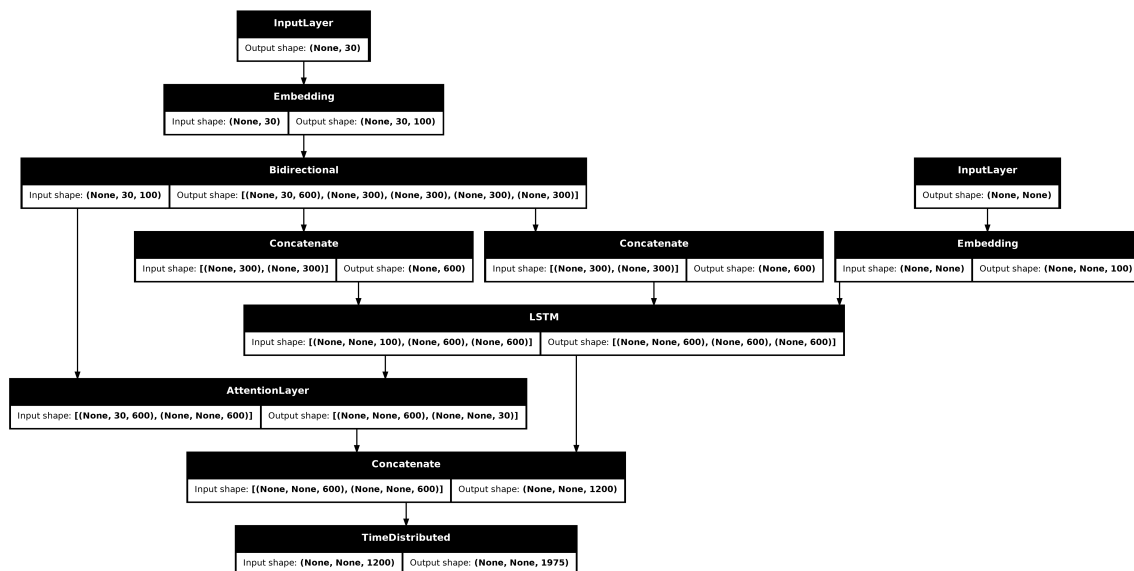 InputLayer
Output shape: (None, 30)
Embedding
Input shape: (None, 30) Output shape: (None, 30, 100)
Bidirectional
Input shape: (None, 30, 100) Output shape: [(None, 30, 600), (None, 300), (None, 300), (None, 300), (None, 300)]
InputLayer
Output shape: (None, None)
Concatenate
Input shape: [(None, 300), (None, 300)] Output shape: (None, 600)
Concatenate
Input shape: [(None, 300), (None, 300)] Output shape: (None, 600)
Embedding
Input shape: (None, None) Output shape: (None, None, 100)
LSTM
Input shape: [(None, None, 100), (None, 600), (None, 600)] Output shape: [(None, None, 600), (None, 600), (None, 600)]
AttentionLayer
Input shape: [(None, 30, 600), (None, None, 600)] Output shape: [(None, None, 600), (None, None, 30)]
Concatenate
Input shape: [(None, None, 600), (None, None, 600)] Output shape: (None, None, 1200)
TimeDistributed
Input shape: (None, None, 1200) Output shape: (None, None, 1975)